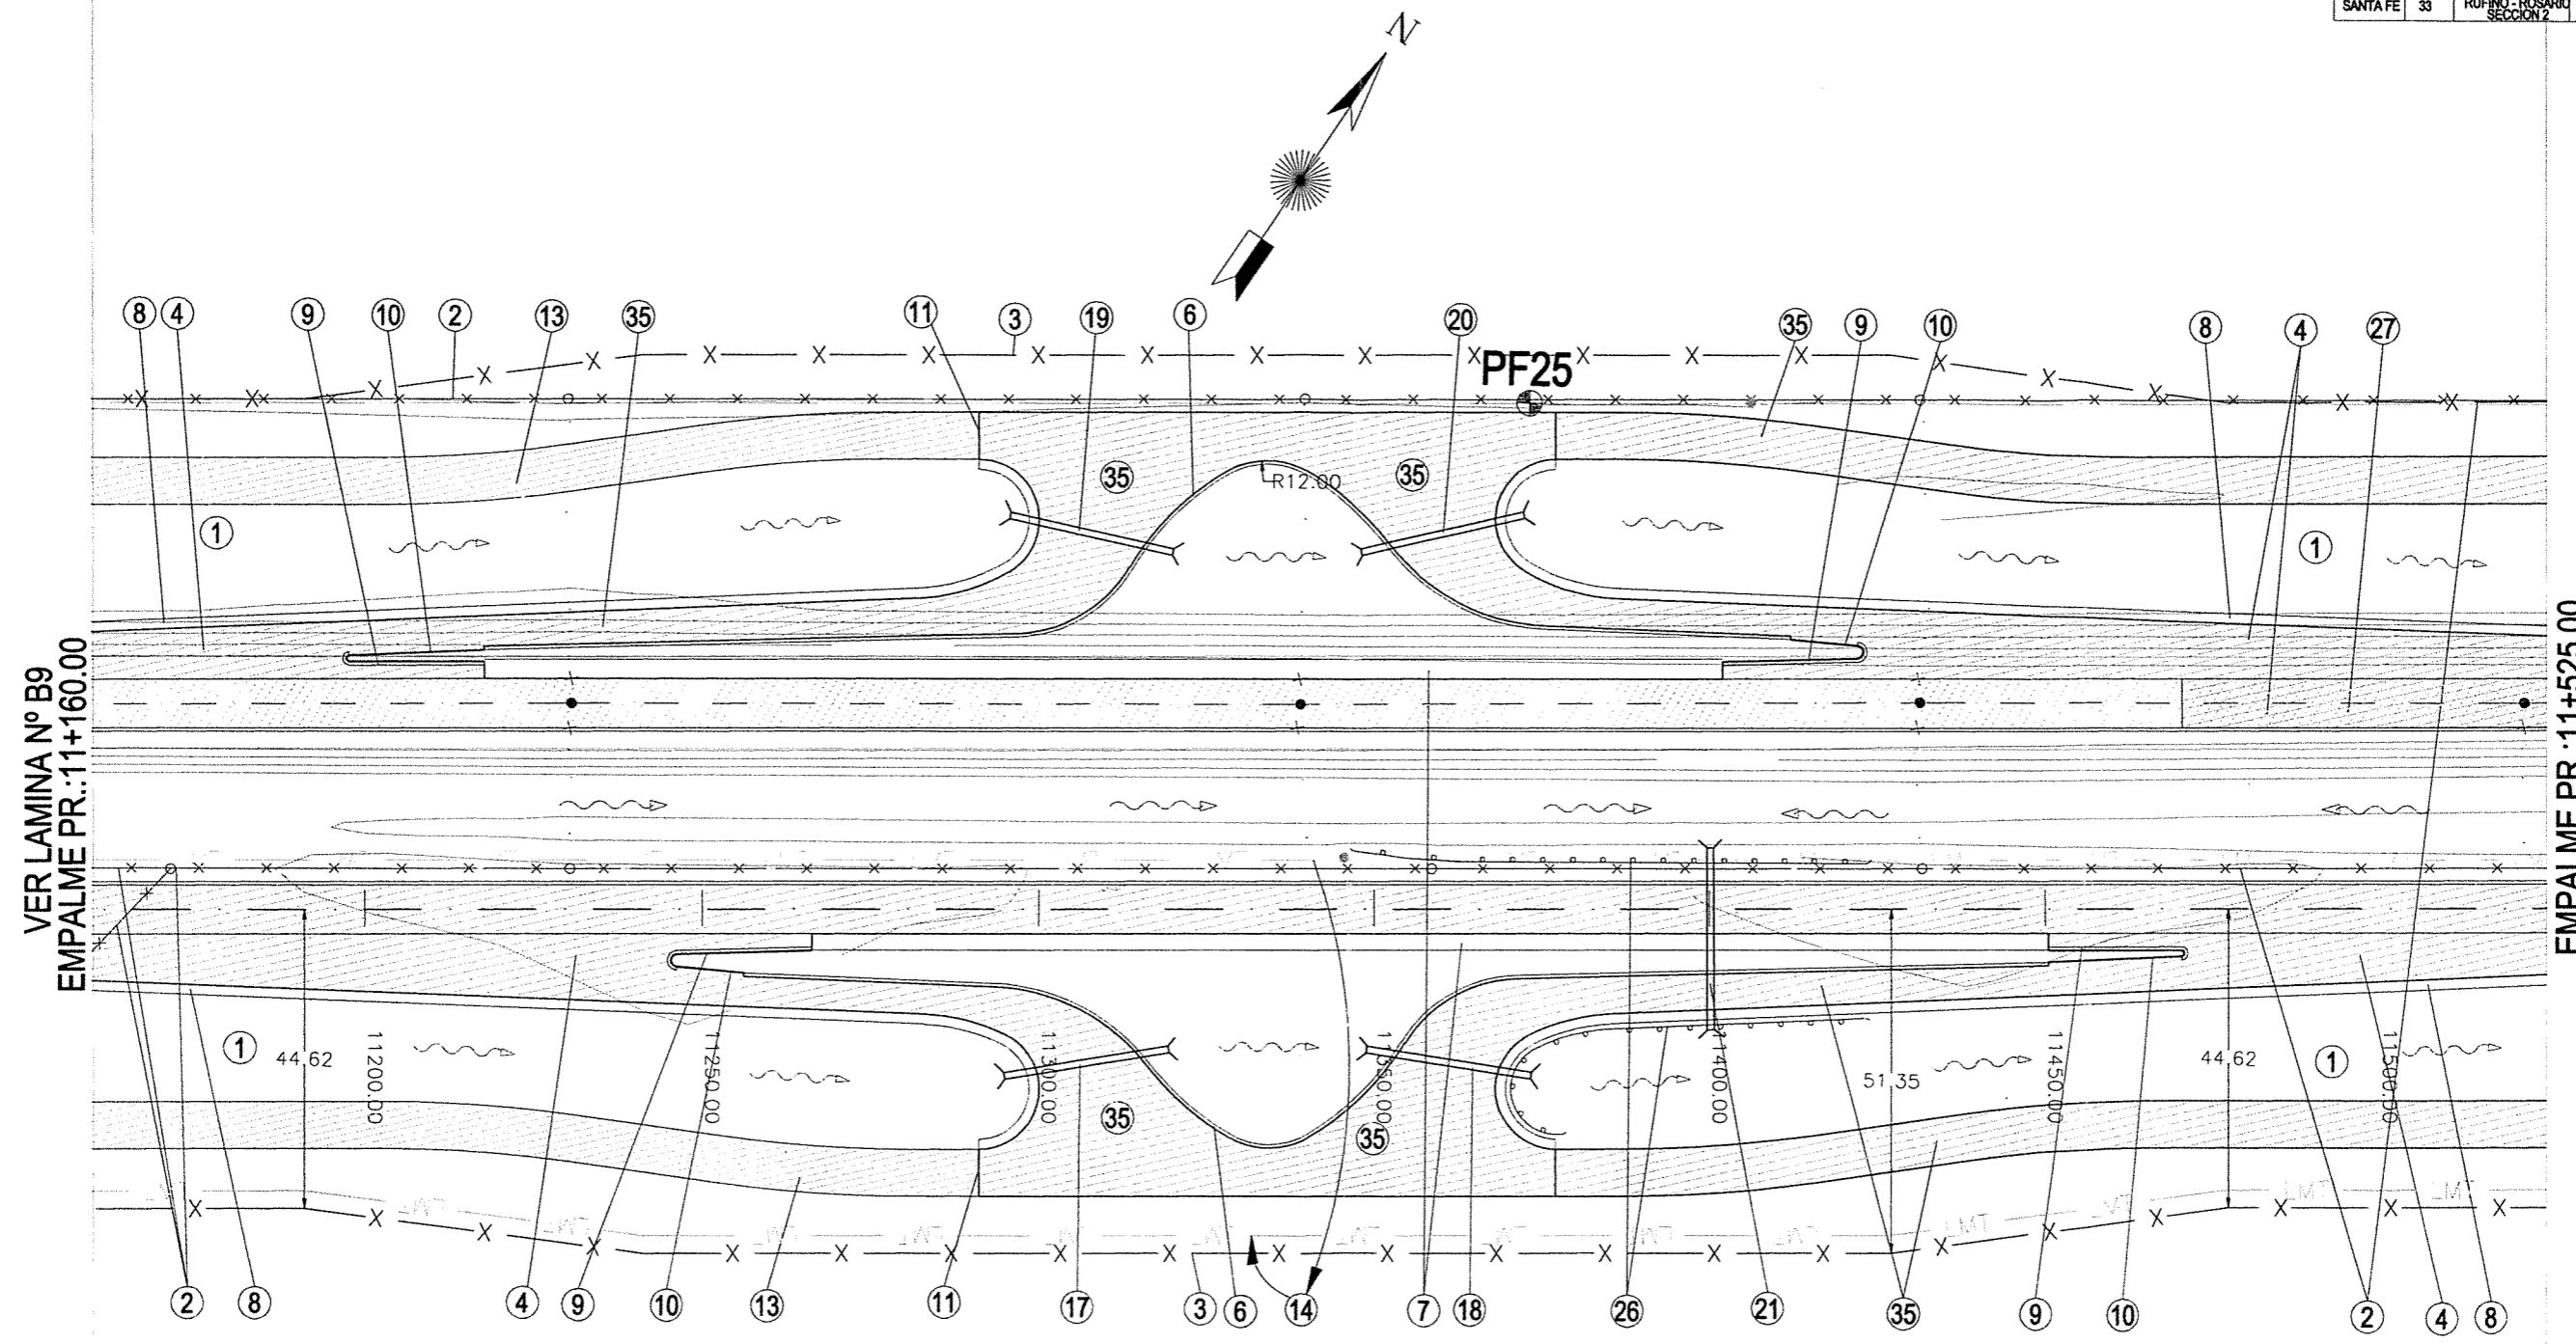 SANTA FE 33 RUFINO - ROSARIO
SECCION 2
N
8 4 9 10 2 13 35 11 3 19 6 20 35 9 10 8 4 27
PF25
35 35
R12.00
1 1
VER LAMINA Nº B9
EMPALME PR.:11+160.00
EMPALME PR.:11+525.00
1 44.62 11200.00 11250.00 11300.00 11350.00 11400.00 51.35 11450.00 44.62 1 11500.00
35 35
2 8 4 9 10 13 11 17 3 6 14 7 18 26 21 35 9 10 2 4 8